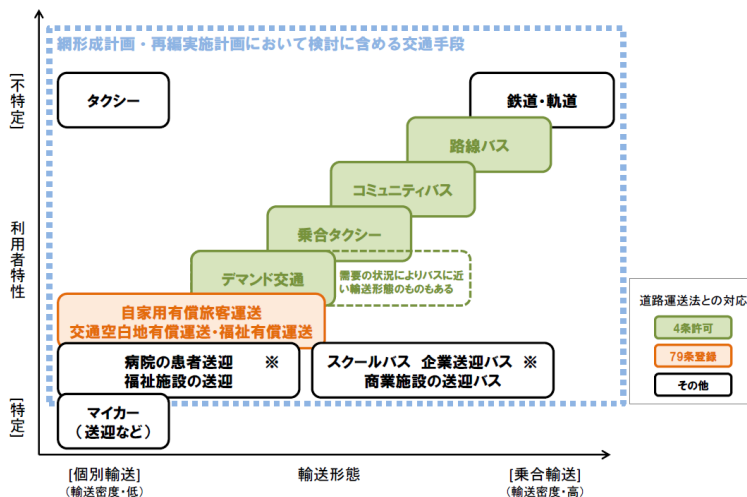 網形成計画・再編実施計画において検討に含める交通手段
[不特定]
タクシー
鉄道・軌道
路線バス
コミュニティバス
乗合タクシー
利用者特性
デマンド交通
需要の状況によりバスに近
い輸送形態のものもある
自家用有償旅客運送
交通空白地有償運送・福祉有償運送
病院の患者送迎 ※
福祉施設の送迎
スクールバス 企業送迎バス ※
商業施設の送迎バス
[特定]
マイカー
(送迎など)
[個別輸送]
(輸送密度・低)
輸送形態
[乗合輸送]
(輸送密度・高)
道路運送法との対応
4条許可
79条登録
その他